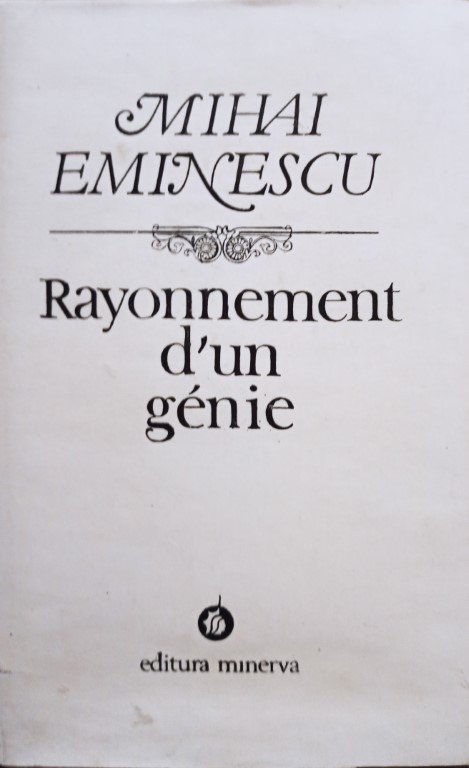 MIHAI
EMINESCU
Rayonnement
d'un
génie
editura minerva